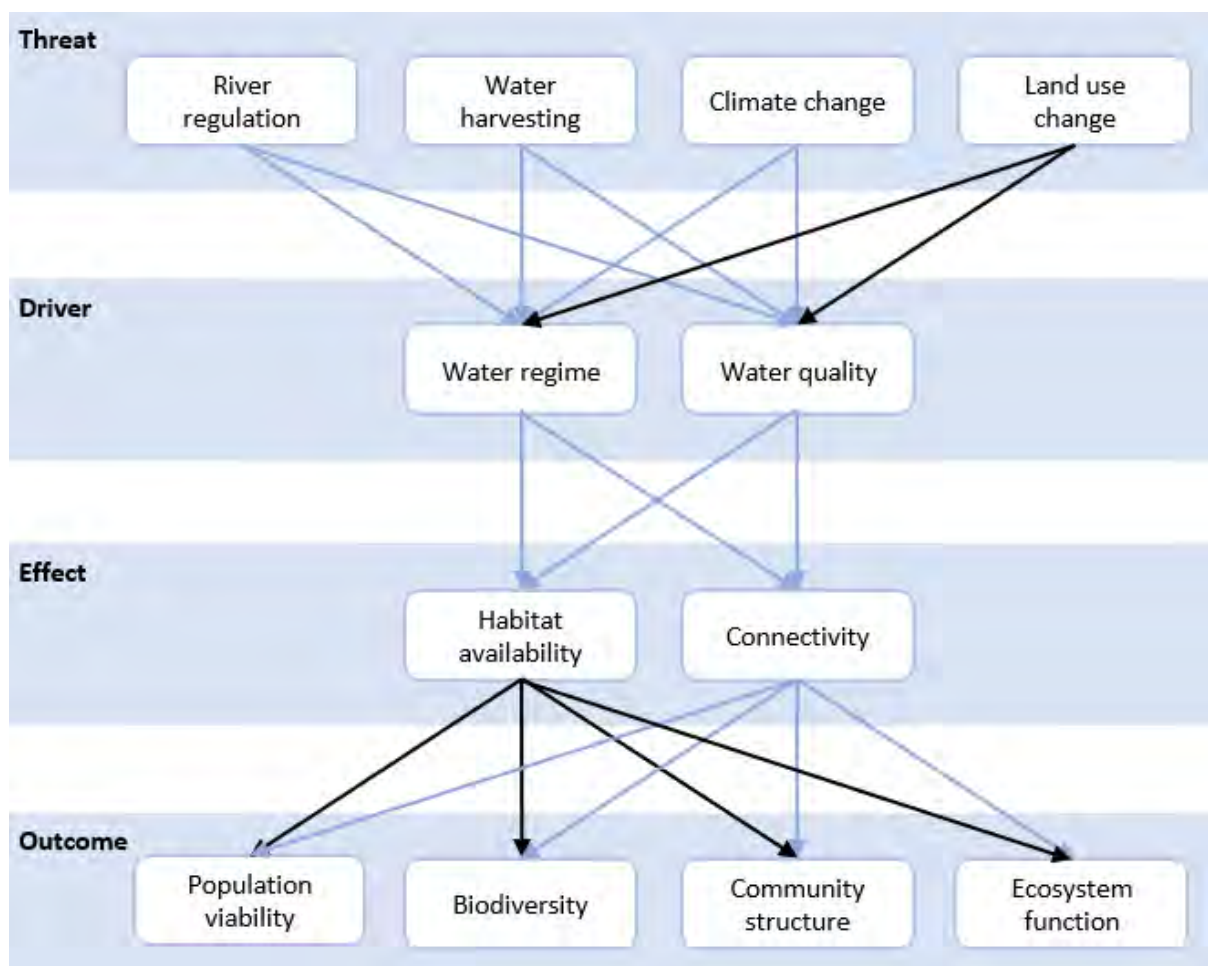 Threat
River
regulation
Water
harvesting
Climate change
Land use
change
Driver
Water regime
Water quality
Effect
Habitat
availability
Connectivity
Outcome
Population
viability
Biodiversity
Community
structure
Ecosystem
function